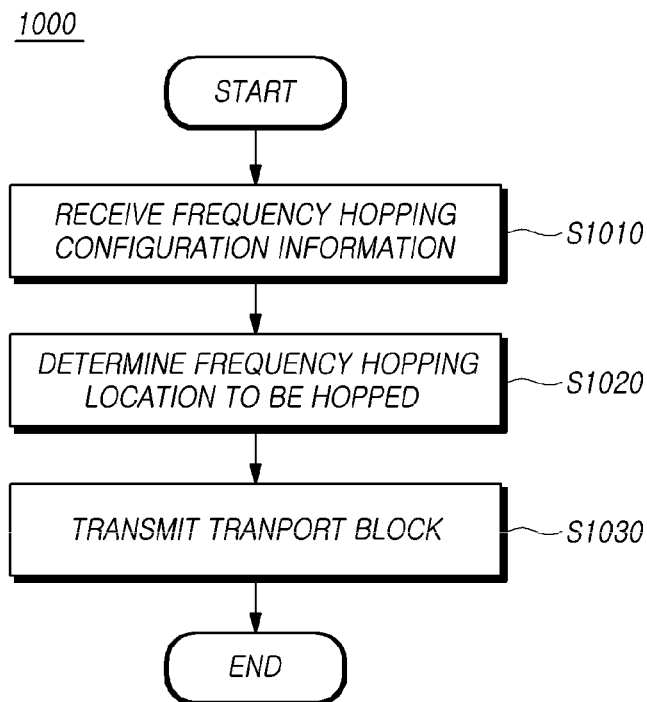 1000
START
RECEIVE FREQUENCY HOPPING
CONFIGURATION INFORMATION
S1010
DETERMINE FREQUENCY HOPPING
LOCATION TO BE HOPPED
S1020
TRANSMIT TRANPORT BLOCK
S1030
END